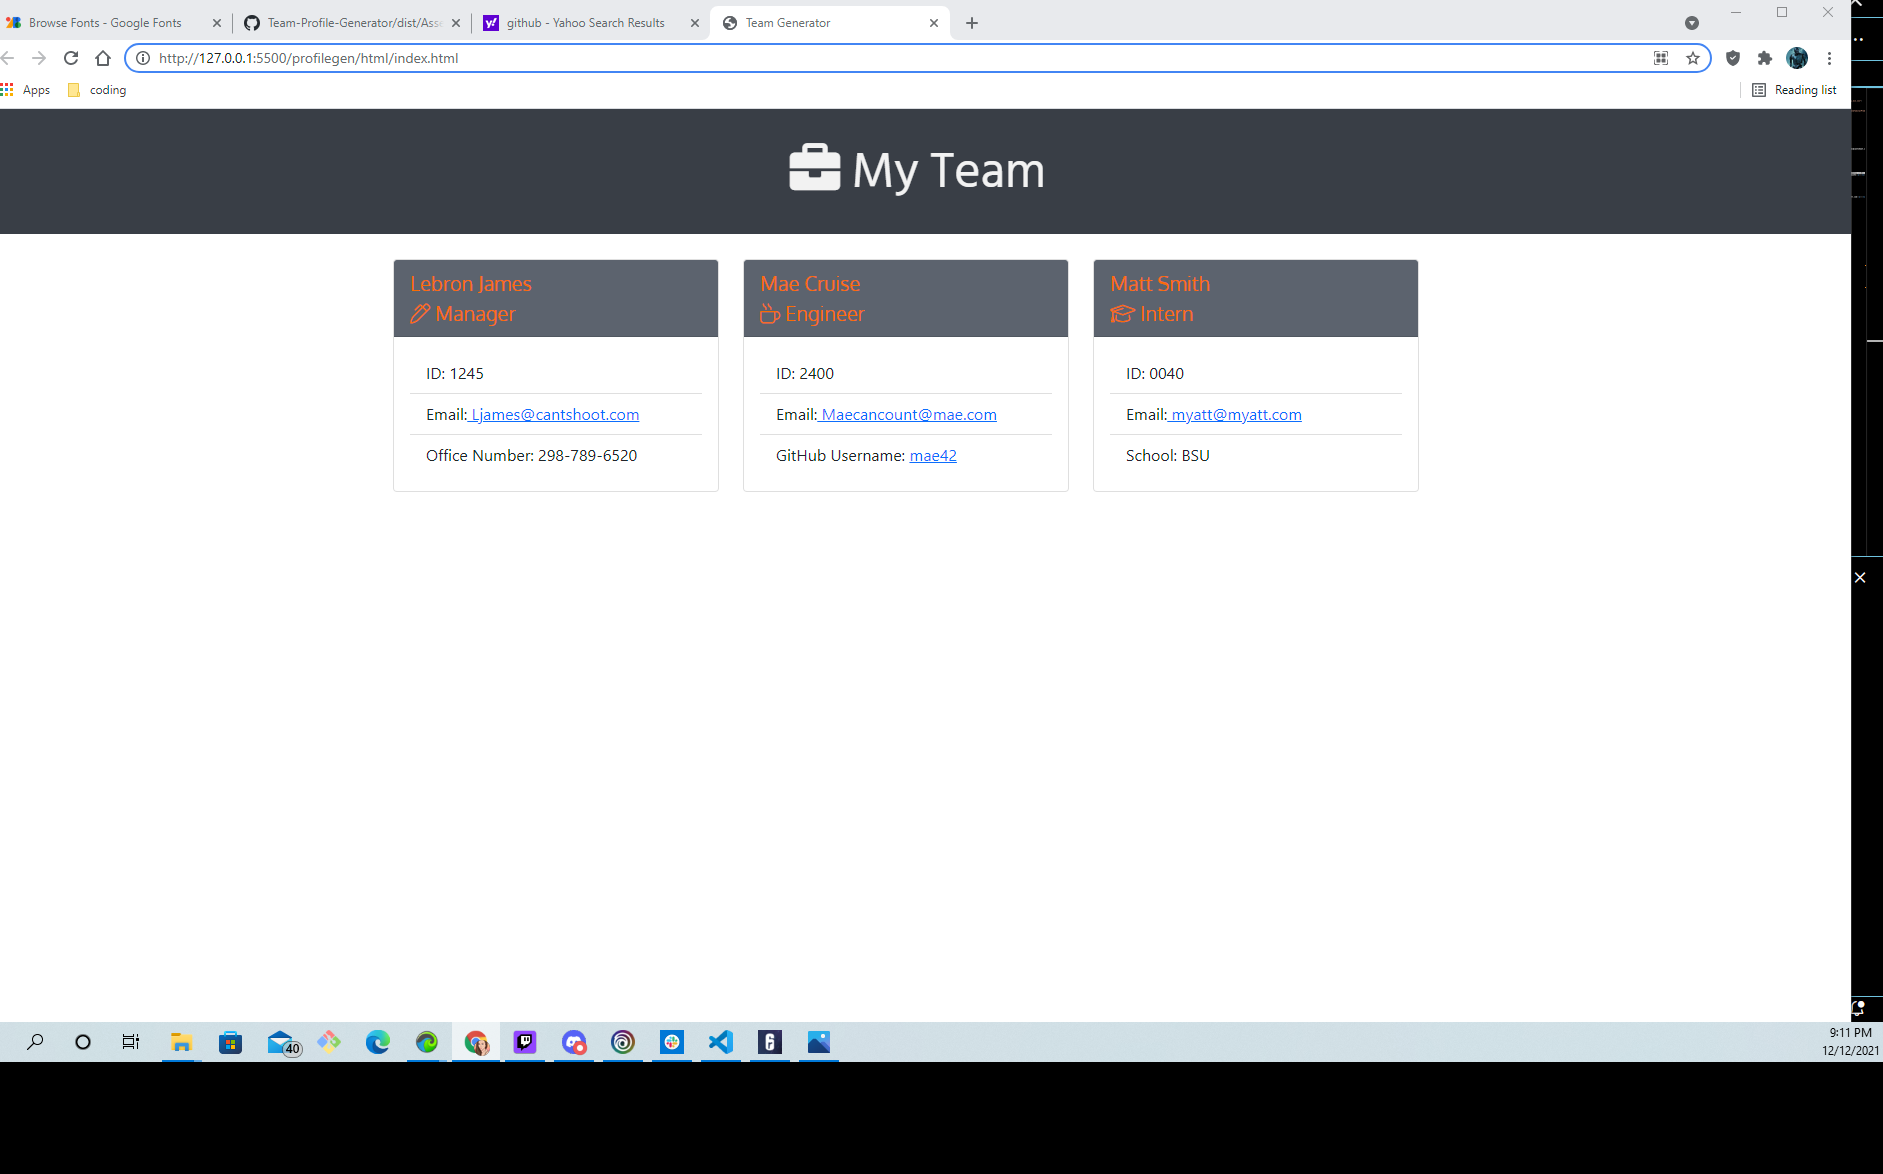 Browse Fonts - Google Fonts
Team-Profile-Generator/dist/Ass
github - Yahoo Search Results
Team Generator
http://127.0.0.1:5500/profilegen/html/index.html
Apps
coding
Reading list
My Team
Lebron James
Manager
ID: 1245
Email: Ljames@cantshoot.com
Office Number: 298-789-6520
Mae Cruise
Engineer
ID: 2400
Email: Maecancount@mae.com
GitHub Username: mae42
Matt Smith
Intern
ID: 0040
Email: myatt@myatt.com
School: BSU
40
9:11 PM
12/12/2021